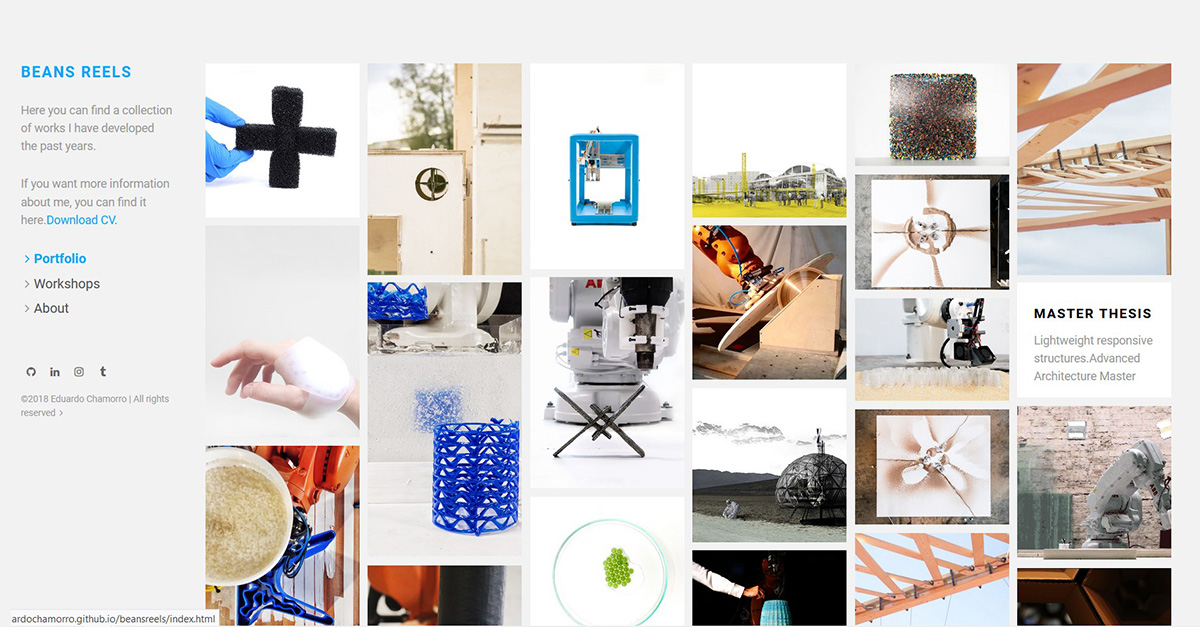 BEANS REELS
Here you can find a collection
of works I have developed
the past years.
If you want more information
about me, you can find it
here.Download CV.
Portfolio
Workshops
About
©2018 Eduardo Chamorro | All rights
reserved
MASTER THESIS
Lightweight responsive
structures.Advanced
Architecture Master
ardochamorro.github.io/beansreels/index.html